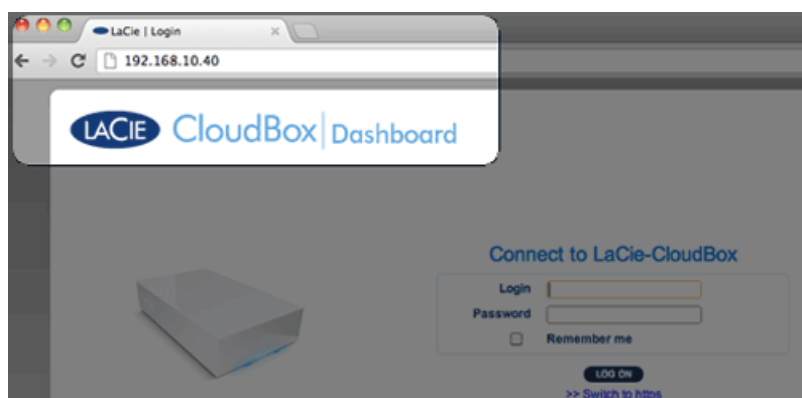 LaCie | Login
192.168.10.40
LACIE CloudBox | Dashboard
Connect to LaCie-CloudBox
Login
Password
Remember me
LOG ON
>> Switch to https